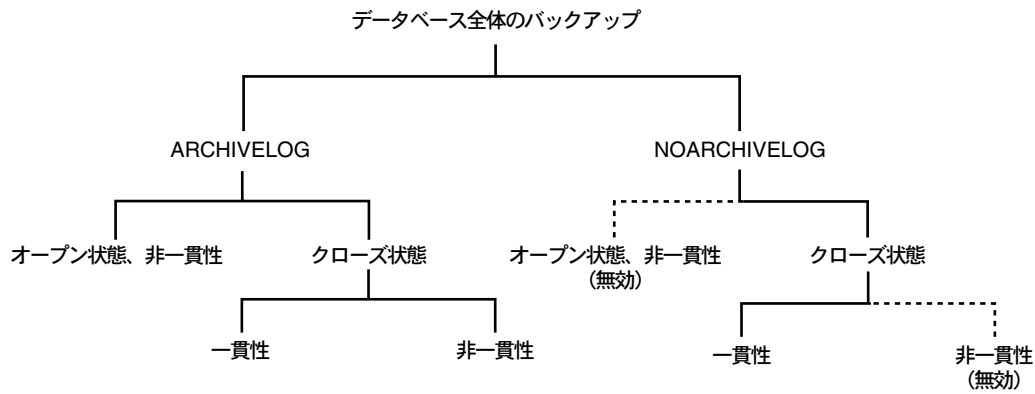 データベース全体のバックアップ
ARCHIVELOG
NOARCHIVELOG
オープン状態、非一貫性
クローズ状態
オープン状態、非一貫性
(無効)
クローズ状態
一貫性
非一貫性
一貫性
非一貫性
(無効)